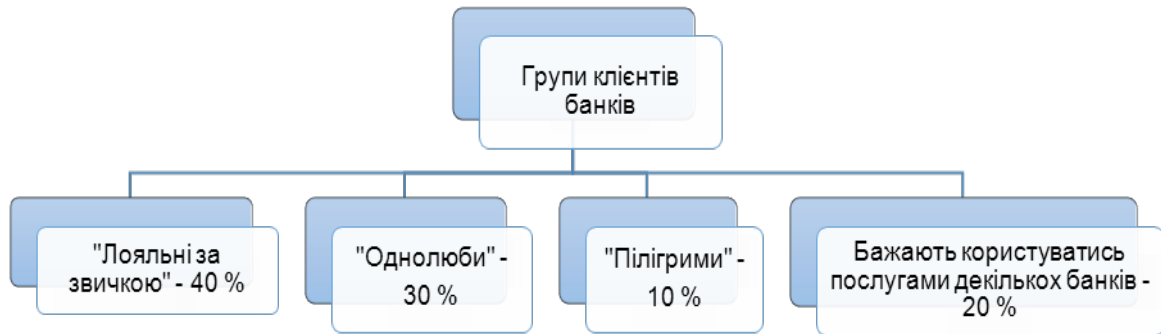 Групи клієнтів
банків
"Лояльні за
звичкою" - 40 %
"Однолюби" -
30 %
"Пілігрими" -
10 %
Бажають користуватись
послугами декількох банків -
20 %